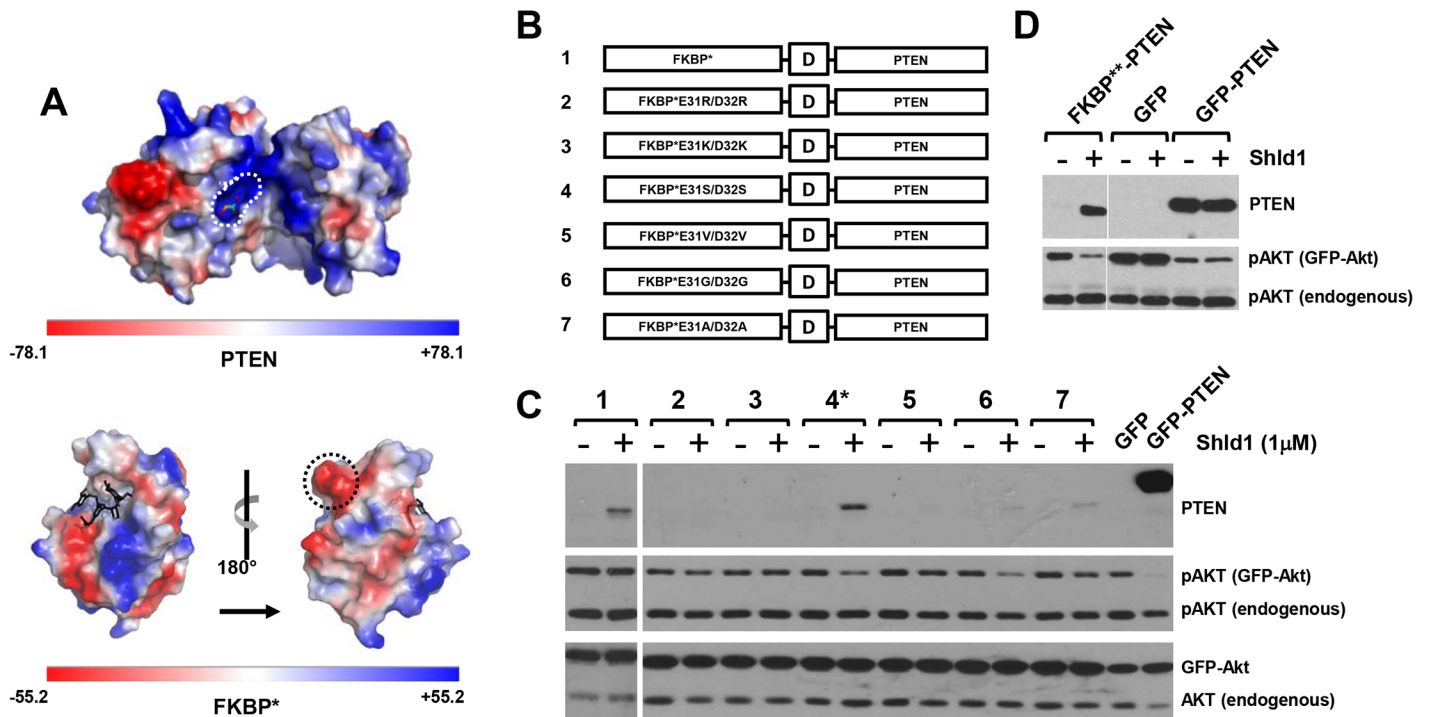 A
-78.1 +78.1
PTEN
180°
-55.2 +55.2
FKBP*
B
1 FKBP* D PTEN
2 FKBP*E31R/D32R D PTEN
3 FKBP*E31K/D32K D PTEN
4 FKBP*E31S/D32S D PTEN
5 FKBP*E31V/D32V D PTEN
6 FKBP*E31G/D32G D PTEN
7 FKBP*E31A/D32A D PTEN
C
1 2 3 4* 5 6 7 GFP GFP-PTEN
- + - + - + - + - + - + - + Shld1 (1μM)
PTEN
pAKT (GFP-Akt)
pAKT (endogenous)
GFP-Akt
AKT (endogenous)
D
FKBP**-PTEN GFP GFP-PTEN
- + - + - + Shld1
PTEN
pAKT (GFP-Akt)
pAKT (endogenous)